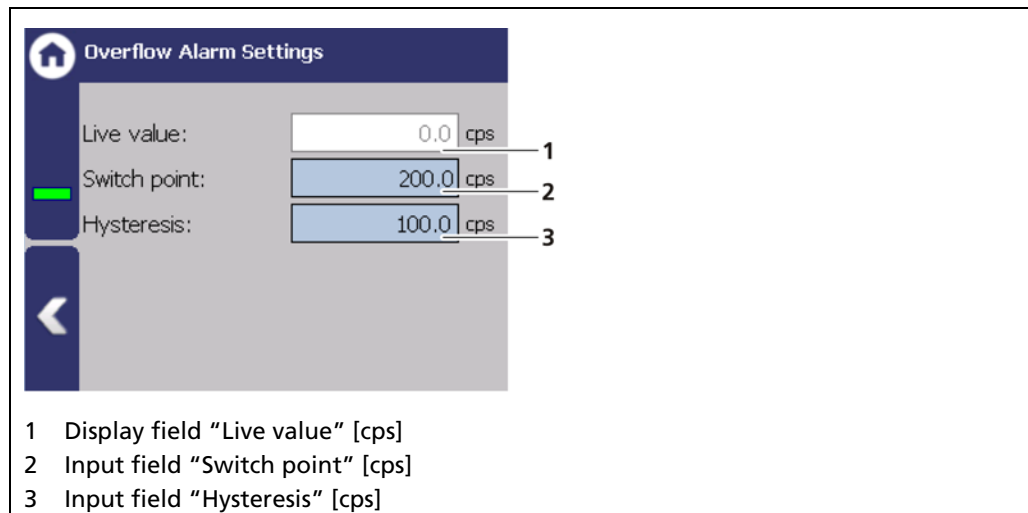 Overflow Alarm Settings
Live value: 0.0 cps
1
Switch point: 200.0 cps
2
Hysteresis: 100.0 cps
3
1 Display field “Live value” [cps]
2 Input field “Switch point” [cps]
3 Input field “Hysteresis” [cps]